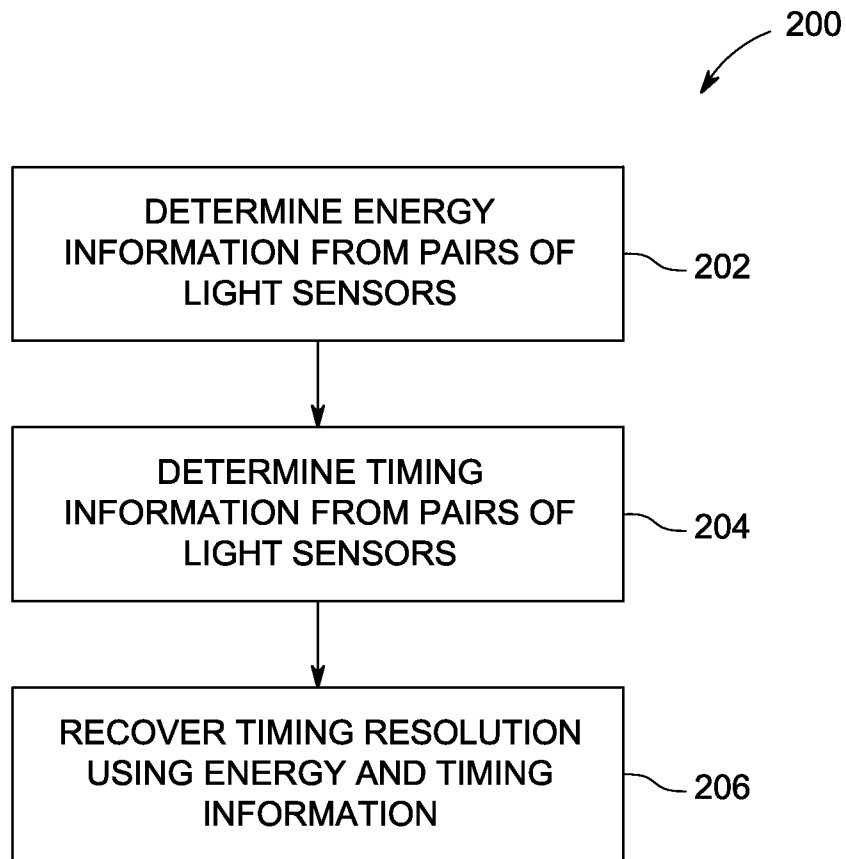 200
DETERMINE ENERGY
INFORMATION FROM PAIRS OF
LIGHT SENSORS
202
DETERMINE TIMING
INFORMATION FROM PAIRS OF
LIGHT SENSORS
204
RECOVER TIMING RESOLUTION
USING ENERGY AND TIMING
INFORMATION
206